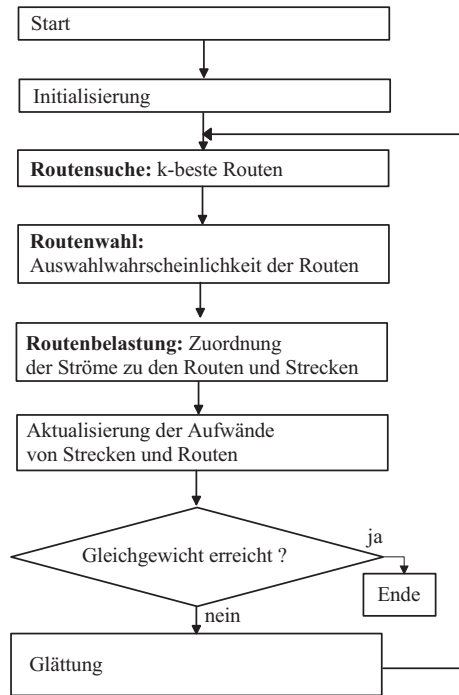 Start
Initialisierung
Routensuche: k-beste Routen
Routenwahl:
Auswahlwahrscheinlichkeit der Routen
Routenbelastung: Zuordnung
der Ströme zu den Routen und Strecken
Aktualisierung der Aufwände
von Strecken und Routen
Gleichgewicht erreicht ?
ja
Ende
nein
Glättung